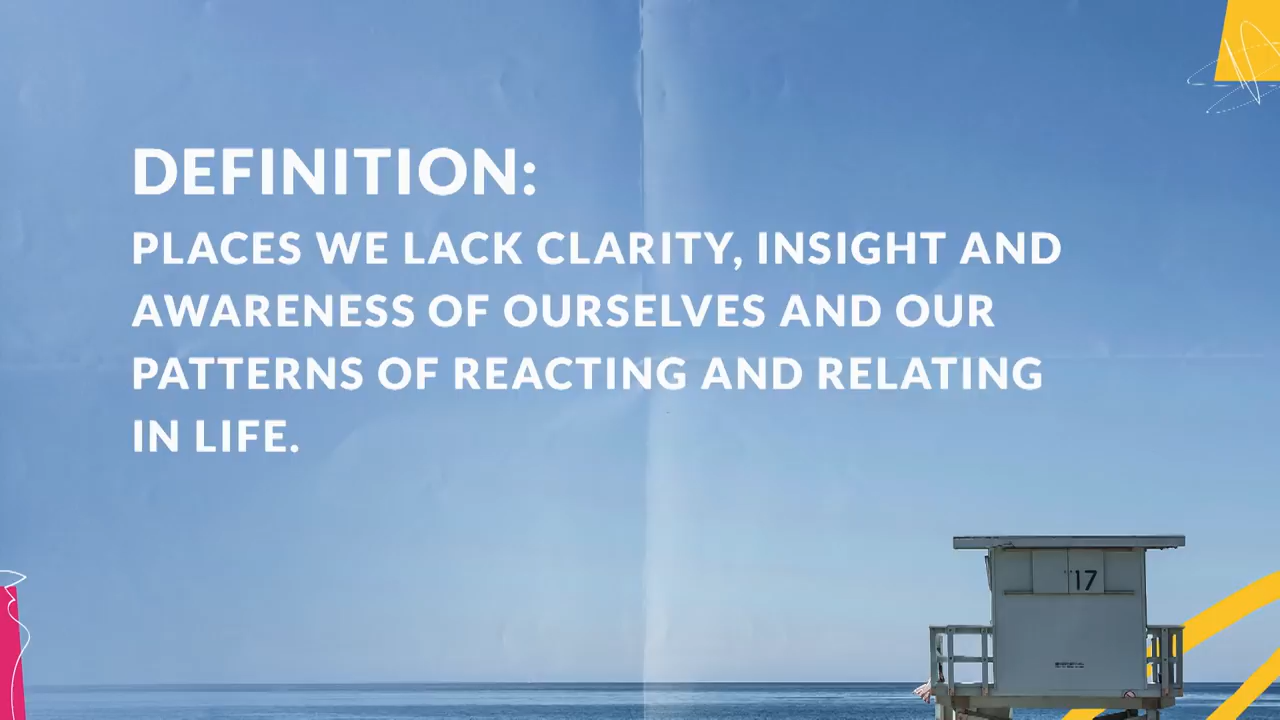 DEFINITION:
PLACES WE LACK CLARITY, INSIGHT AND
AWARENESS OF OURSELVES AND OUR
PATTERNS OF REACTING AND RELATING
IN LIFE.
17